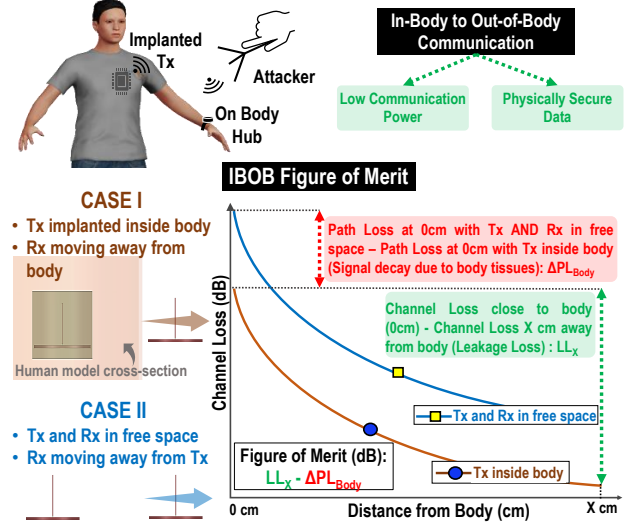 Implanted
Tx
Attacker
On Body
Hub
In-Body to Out-of-Body
Communication
Low Communication
Power
Physically Secure
Data
IBOB Figure of Merit
CASE I
• Tx implanted inside body
• Rx moving away from
body
Human model cross-section
CASE II
• Tx and Rx in free space
• Rx moving away from Tx
Channel Loss (dB)
Path Loss at 0cm with Tx AND Rx in free
space – Path Loss at 0cm with Tx inside body
(Signal decay due to body tissues): ΔPL_Body
Channel Loss close to body
(0cm) - Channel Loss X cm away
from body (Leakage Loss) : LL_X
Tx and Rx in free space
Tx inside body
Figure of Merit (dB):
LL_X - ΔPL_Body
0 cm
Distance from Body (cm)
X cm